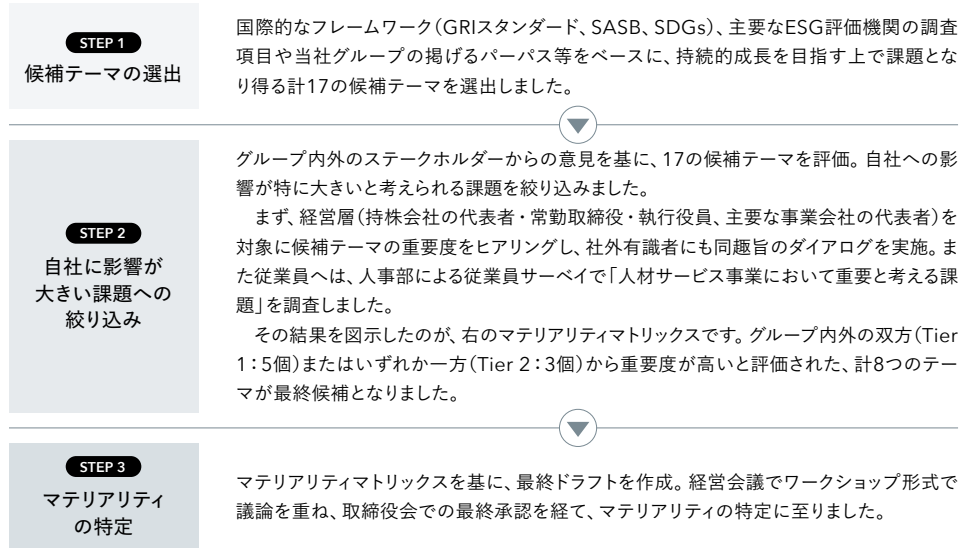 STEP 1
候補テーマの選出
国際的なフレームワーク（GRIスタンダード、SASB、SDGs）、主要なESG評価機関の調査
項目や当社グループの掲げるパーパス等をベースに、持続的成長を目指す上で課題とな
り得る計17の候補テーマを選出しました。
STEP 2
自社に影響が
大きい課題への
絞り込み
グループ内外のステークホルダーからの意見を基に、17の候補テーマを評価。自社への影
響が特に大きいと考えられる課題を絞り込みました。
まず、経営層（持株会社の代表者・常勤取締役・執行役員、主要な事業会社の代表者）を
対象に候補テーマの重要度をヒアリングし、社外有識者にも同趣旨のダイアログを実施。ま
た従業員へは、人事部による従業員サーベイで「人材サービス事業において重要と考える課
題」を調査しました。
その結果を図示したのが、右のマテリアリティマトリックスです。グループ内外の双方（Tier
1：5個）またはいずれか一方（Tier 2：3個）から重要度が高いと評価された、計8つのテー
マが最終候補となりました。
STEP 3
マテリアリティ
の特定
マテリアリティマトリックスを基に、最終ドラフトを作成。経営会議でワークショップ形式で
議論を重ね、取締役会での最終承認を経て、マテリアリティの特定に至りました。